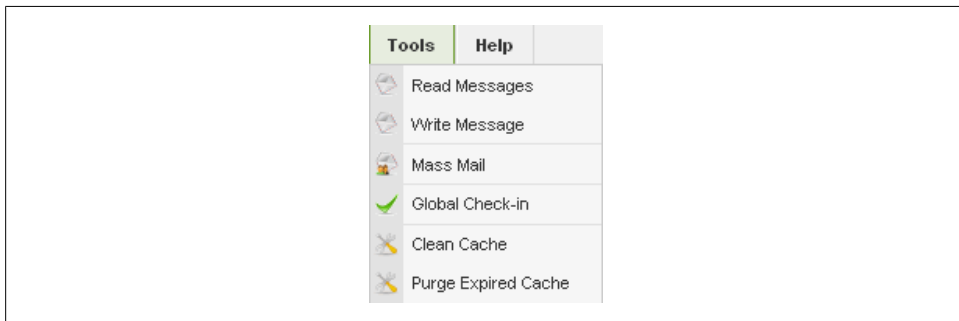 Tools Help
Read Messages
Write Message
Mass Mail
Global Check-in
Clean Cache
Purge Expired Cache